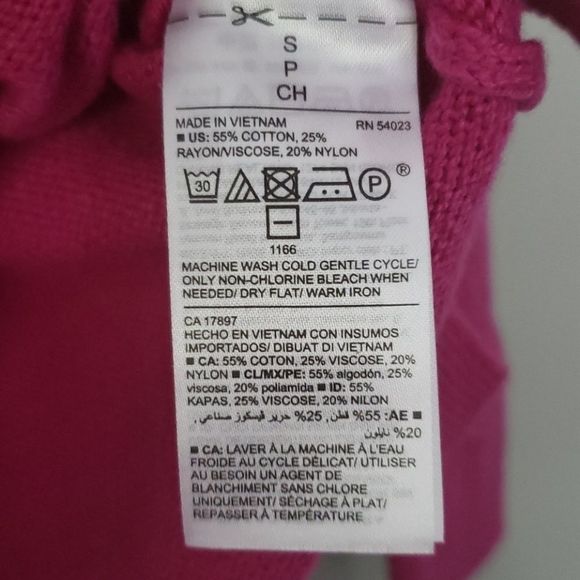 S
P
CH
MADE IN VIETNAM RN 54023
■ US: 55% COTTON, 25%
RAYON/VISCOSE, 20% NYLON
30 P ®
1166
MACHINE WASH COLD GENTLE CYCLE/
ONLY NON-CHLORINE BLEACH WHEN
NEEDED/ DRY FLAT/ WARM IRON
CA 17897
HECHO EN VIETNAM CON INSUMOS
IMPORTADOS/ DIBUAT DI VIETNAM
■ CA: 55% COTON, 25% VISCOSE, 20%
NYLON ■ CL/MX/PE: 55% algodón, 25%
viscosa, 20% poliamida ■ ID: 55%
KAPAS, 25% VISCOSE, 20% NILON
■ AE: 55% قطن, 25% حرير فيسكوز صناعي,
20% نايلون
■ CA: LAVER À LA MACHINE À L'EAU
FROIDE AU CYCLE DÉLICAT/ UTILISER
AU BESOIN UN AGENT DE
BLANCHIMENT SANS CHLORE
UNIQUEMENT/ SÉCHAGE À PLAT/
REPASSER À TEMPÉRATURE